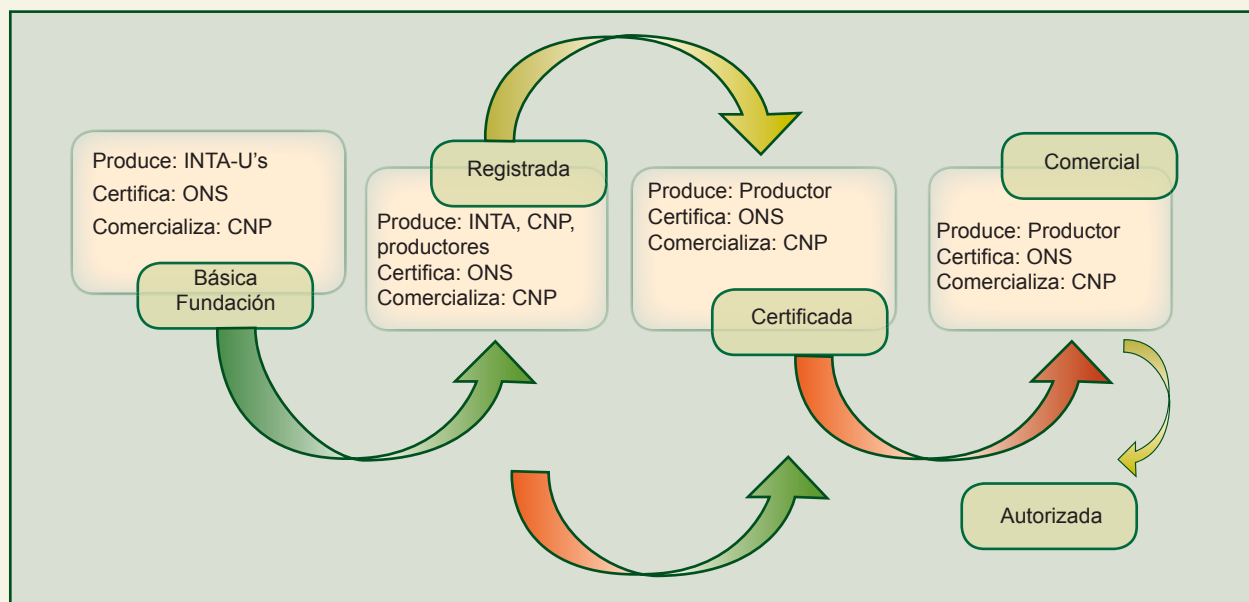 Produce: INTA-U's
Certifica: ONS
Comercializa: CNP
Básica
Fundación
Registrada
Produce: INTA, CNP,
productores
Certifica: ONS
Comercializa: CNP
Produce: Productor
Certifica: ONS
Comercializa: CNP
Certificada
Comercial
Produce: Productor
Certifica: ONS
Comercializa: CNP
Autorizada